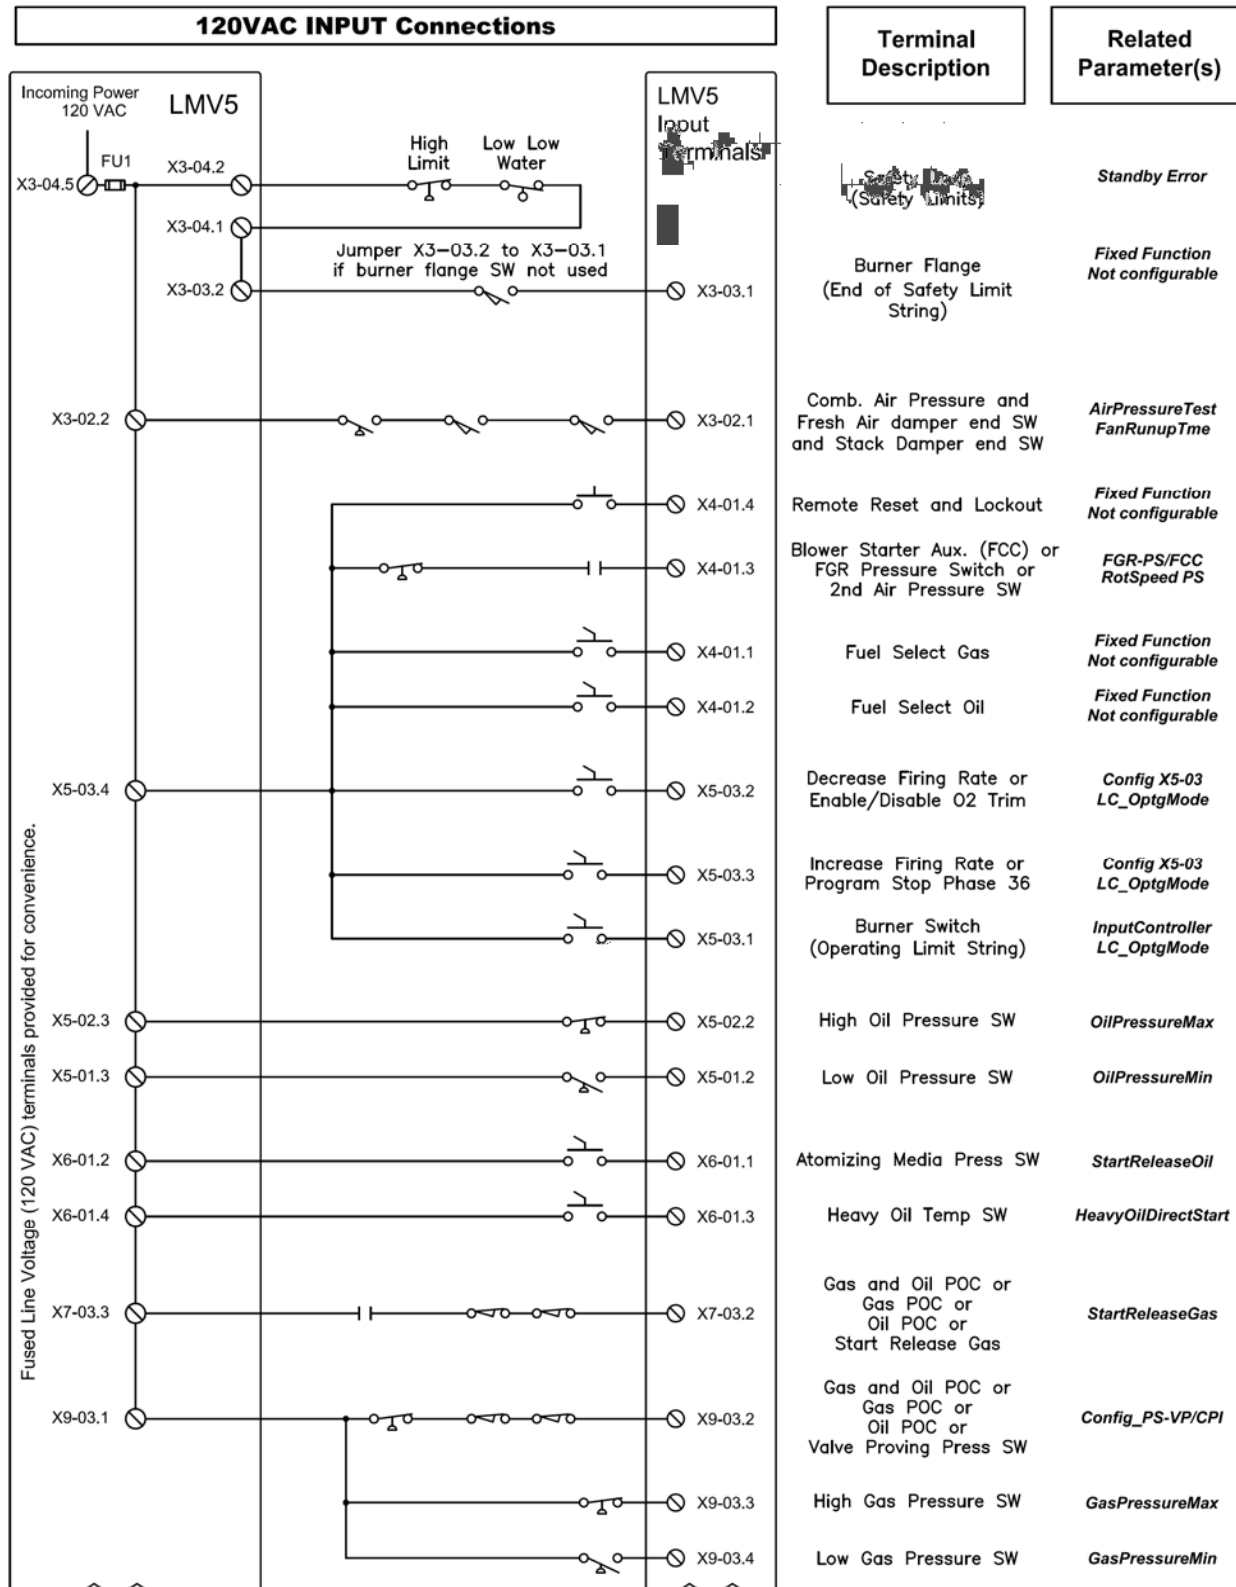 120VAC INPUT Connections
Terminal
Description
Related
Parameter(s)
Incoming Power
120 VAC
LMV5
LMV5
Input
FU1
X3-04.5
X3-04.2
High
Limit
Low Low
Water
(Safety Limits)
Standby Error
X3-04.1
Jumper X3-03.2 to X3-03.1
if burner flange SW not used
X3-03.2
X3-03.1
Burner Flange
(End of Safety Limit
String)
Fixed Function
Not configurable
X3-02.2
X3-02.1
Comb. Air Pressure and
Fresh Air damper end SW
and Stack Damper end SW
AirPressureTest
FanRunupTme
X4-01.4
Remote Reset and Lockout
Fixed Function
Not configurable
X4-01.3
Blower Starter Aux. (FCC) or
FGR Pressure Switch or
2nd Air Pressure SW
FGR-PS/FCC
RotSpeed PS
X4-01.1
Fuel Select Gas
Fixed Function
Not configurable
X4-01.2
Fuel Select Oil
Fixed Function
Not configurable
X5-03.4
X5-03.2
Decrease Firing Rate or
Enable/Disable O2 Trim
Config X5-03
LC_OptgMode
X5-03.3
Increase Firing Rate or
Program Stop Phase 36
Config X5-03
LC_OptgMode
X5-03.1
Burner Switch
(Operating Limit String)
InputController
LC_OptgMode
Fused Line Voltage (120 VAC) terminals provided for convenience.
X5-02.3
X5-02.2
High Oil Pressure SW
OilPressureMax
X5-01.3
X5-01.2
Low Oil Pressure SW
OilPressureMin
X6-01.2
X6-01.1
Atomizing Media Press SW
StartReleaseOil
X6-01.4
X6-01.3
Heavy Oil Temp SW
HeavyOilDirectStart
X7-03.3
X7-03.2
Gas and Oil POC or
Gas POC or
Oil POC or
Start Release Gas
StartReleaseGas
X9-03.1
X9-03.2
Gas and Oil POC or
Gas POC or
Oil POC or
Valve Proving Press SW
Config_PS-VP/CPI
X9-03.3
High Gas Pressure SW
GasPressureMax
X9-03.4
Low Gas Pressure SW
GasPressureMin